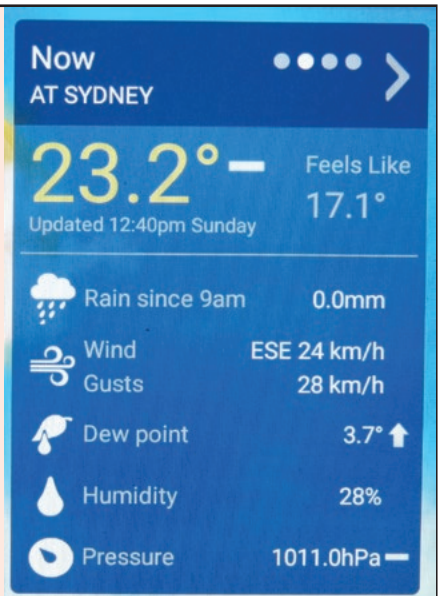 Now
AT SYDNEY
23.2°
Feels Like
17.1°
Updated 12:40pm Sunday
Rain since 9am 0.0mm
Wind ESE 24 km/h
Gusts 28 km/h
Dew point 3.7°
Humidity 28%
Pressure 1011.0hPa